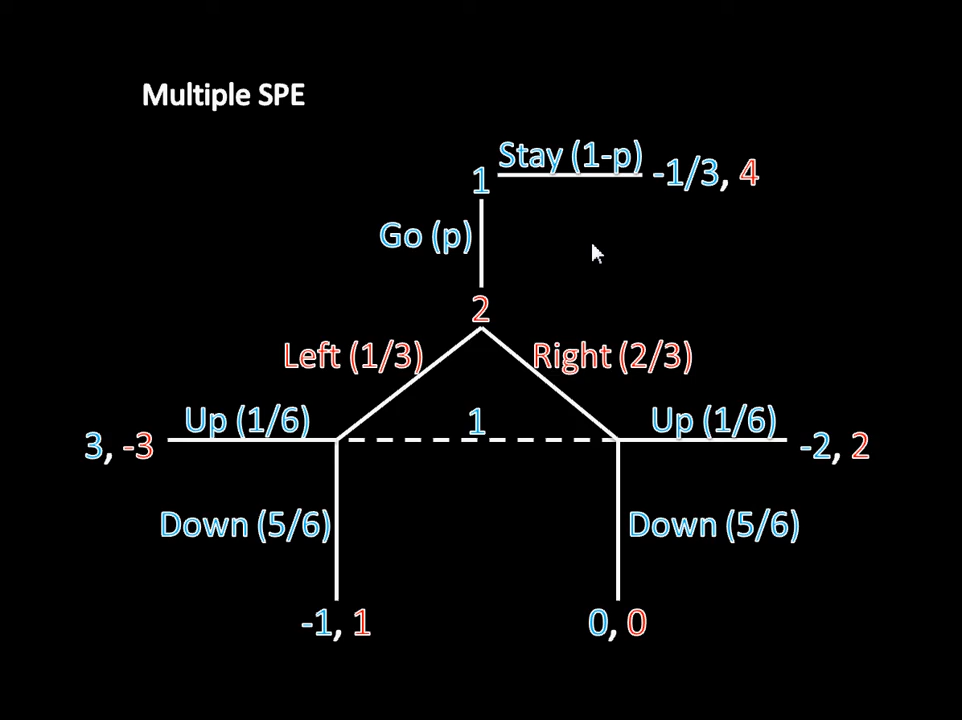 Multiple SPE
Stay (1-p)
1
-1/3, 4
Go (p)
2
Left (1/3)
Right (2/3)
Up (1/6)
1
Up (1/6)
3, -3
-2, 2
Down (5/6)
Down (5/6)
-1, 1
0, 0